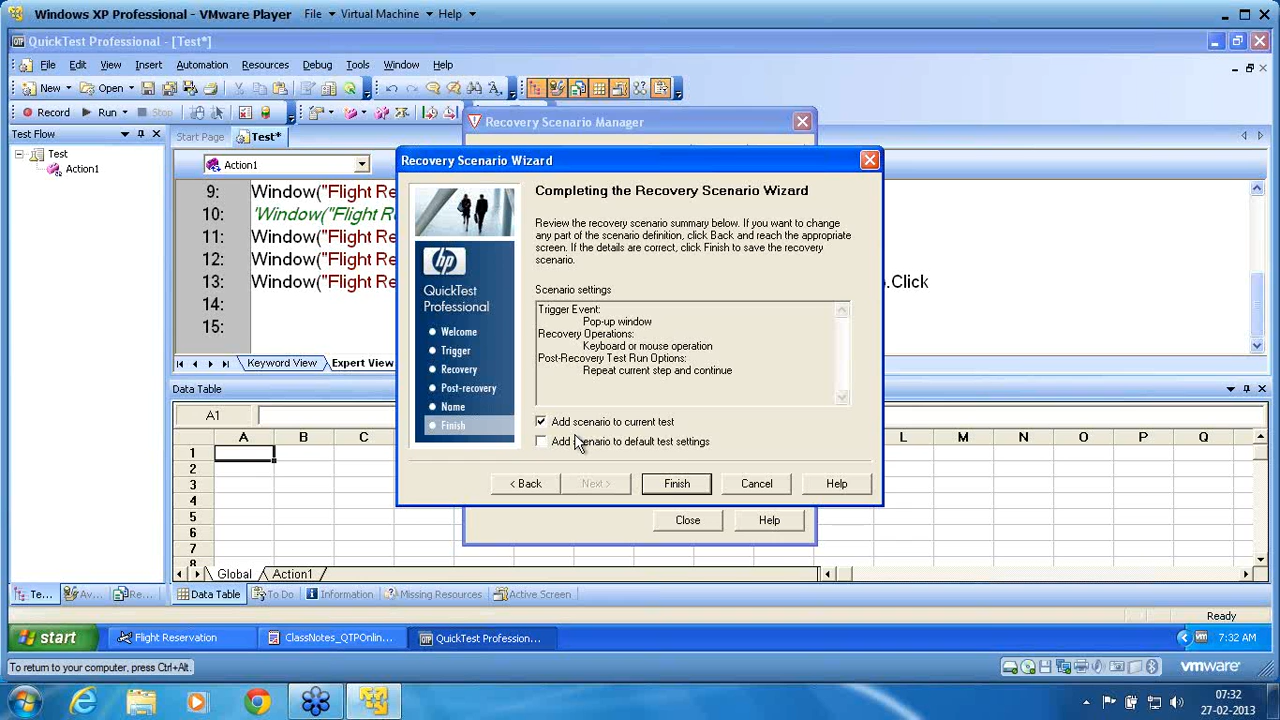 Windows XP Professional - VMware Player File Virtual Machine Help
QTP QuickTest Professional - [Test*]
File Edit View Insert Automation Resources Debug Tools Window Help
New Open
Record Run Stop
Recovery Scenario Manager
Test Flow
Start Page Test*
Test
Action1
Action1
Recovery Scenario Wizard
9: Window("Flight Re
10: 'Window("Flight R
11: Window("Flight Re
12: Window("Flight Re
13: Window("Flight Re .Click
14:
15:
Completing the Recovery Scenario Wizard
Review the recovery scenario summary below. If you want to change
any part of the scenario definition, click Back and reach the appropriate
screen. If the details are correct, click Finish to save the recovery
scenario.
hp
QuickTest
Professional
Welcome
Trigger
Recovery
Post-recovery
Name
Finish
Scenario settings
Trigger Event:
Pop-up window
Recovery Operations:
Keyboard or mouse operation
Post-Recovery Test Run Options:
Repeat current step and continue
Add scenario to current test
Add scenario to default test settings
< Back Next > Finish Cancel Help
Close Help
Keyword View Expert View
Data Table
A1
A B C L M N O P Q
1
2
3
4
5
6
7
8
Global Action1
Te... Av... Re... Data Table To Do Information Missing Resources Active Screen
Ready
start Flight Reservation ClassNotes_QTPOnlin... QTP QuickTest Profession... 7:32 AM
To return to your computer, press Ctrl+Alt. vmware
07:32
27-02-2013